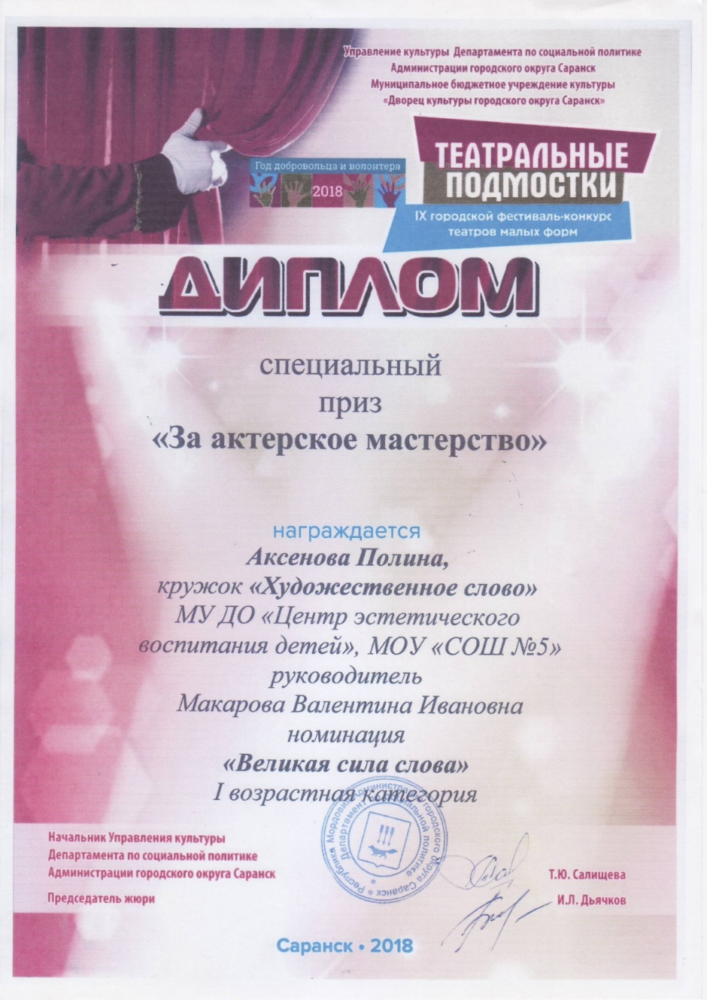 Управление культуры Департамента по социальной политике
Администрации городского округа Саранск
Муниципальное бюджетное учреждение культуры
«Дворец культуры городского округа Саранск»
ТЕАТРАЛЬНЫЕ
ПОДМОСТКИ
Год добровольца и волонтера
2018
IX городской фестиваль-конкурс
театров малых форм
ДИПЛОМ
специальный
приз
«За актерское мастерство»
награждается
Аксенова Полина,
кружок «Художественное слово»
МУ ДО «Центр эстетического
воспитания детей», МОУ «СОШ №5»
руководитель
Макарова Валентина Ивановна
номинация
«Великая сила слова»
I возрастная категория
Республика Мордовия Администрация городского округа Саранск
Департамент по социальной политике
Начальник Управления культуры
Департамента по социальной политике
Администрации городского округа Саранск
Т.Ю. Салищева
Председатель жюри
И.Л. Дьячков
Саранск • 2018